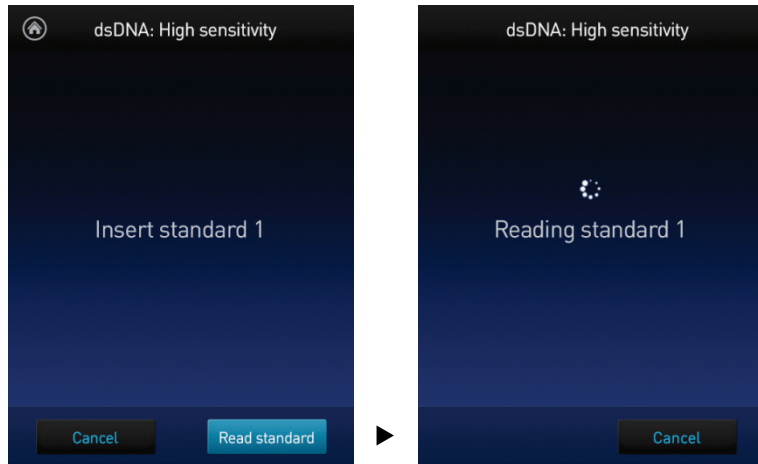 dsDNA: High sensitivity
Insert standard 1
Cancel
Read standard
dsDNA: High sensitivity
Reading standard 1
Cancel